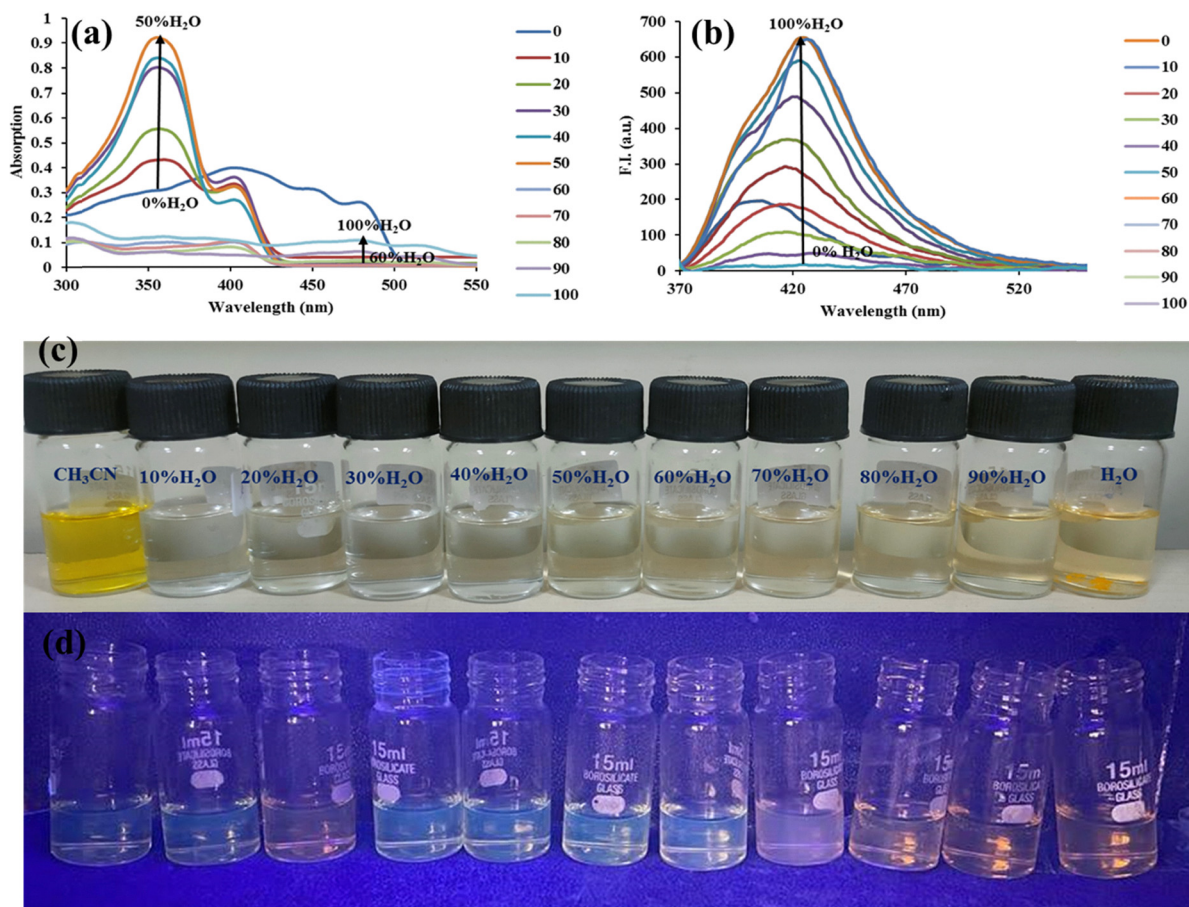 (a)
50%H₂O
0%H₂O
100%H₂O
60%H₂O
Absorption
1
0.9
0.8
0.7
0.6
0.5
0.4
0.3
0.2
0.1
0
300
350
400
450
500
550
Wavelength (nm)
0
10
20
30
40
50
60
70
80
90
100
(b)
100%H₂O
0% H₂O
F.I. (a.u.)
700
600
500
400
300
200
100
0
370
420
470
520
Wavelength (nm)
0
10
20
30
40
50
60
70
80
90
100
(c)
CH₃CN
10%H₂O
20%H₂O
30%H₂O
40%H₂O
50%H₂O
60%H₂O
70%H₂O
80%H₂O
90%H₂O
H₂O
(d)
15ml
BOROSILICATE
GLASS
15ml
BOROSILICATE
GLASS
15ml
BOROSILICATE
GLASS
15ml
BOROSILICATE
GLASS
15ml
BOROSILICATE
GLASS
15ml
BOROSILICATE
GLASS